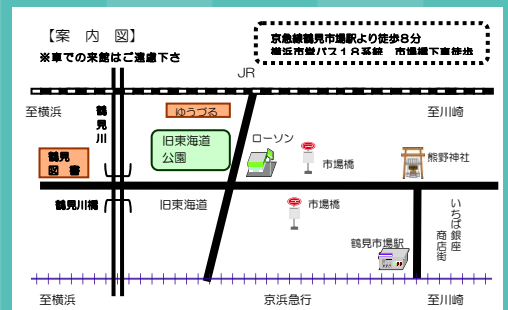 【案 内 図】
※車での来館はご遠慮下さ
京急線鶴見市場駅より徒歩８分
横浜市営バス１８系統 市場橋下車徒歩
JR
至横浜
鶴見川
ゆうづる
至川崎
旧東海道
公園
ローソン
市場橋
熊野神社
鶴見
図 書
鶴見川橋
旧東海道
市場橋
いちば銀座
商店街
鶴見市場駅
至横浜
京浜急行
至川崎